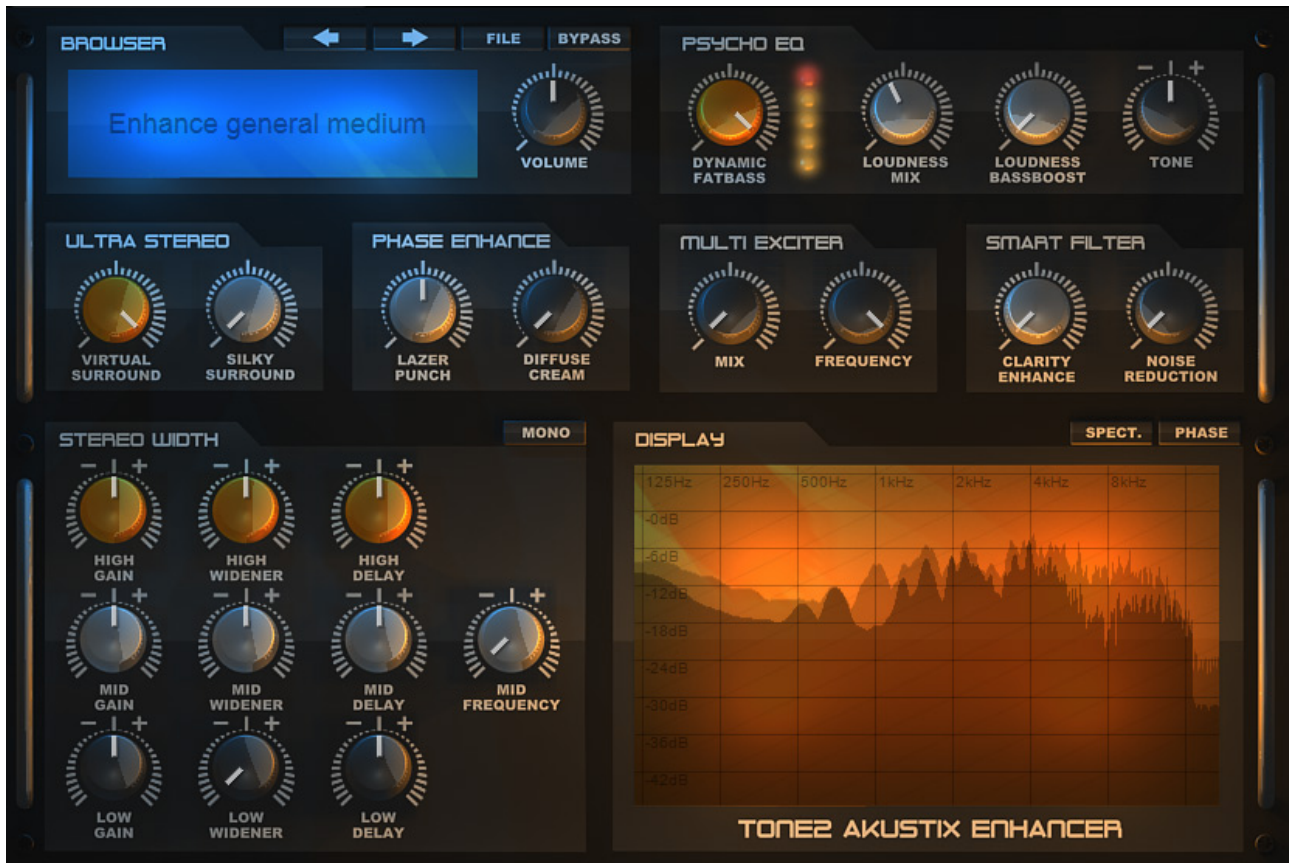 BROWSER
FILE
BYPASS
Enhance general medium
VOLUME
PSYCHO EQ
DYNAMIC
FATBASS
LOUDNESS
MIX
LOUDNESS
BASSBOOST
- +
TONE
ULTRA STEREO
VIRTUAL
SURROUND
SILKY
SURROUND
PHASE ENHANCE
LAZER
PUNCH
DIFFUSE
CREAM
MULTI EXCITER
MIX
FREQUENCY
SMART FILTER
CLARITY
ENHANCE
NOISE
REDUCTION
STEREO WIDTH
MONO
- +
- +
- +
HIGH
GAIN
HIGH
WIDENER
HIGH
DELAY
- +
- +
- +
- +
MID
GAIN
MID
WIDENER
MID
DELAY
MID
FREQUENCY
- +
- +
- +
LOW
GAIN
LOW
WIDENER
LOW
DELAY
DISPLAY
SPECT.
PHASE
125Hz 250Hz 500Hz 1kHz 2kHz 4kHz 8kHz
-0dB
-6dB
-12dB
-18dB
-24dB
-30dB
-36dB
-42dB
TONE2 AKUSTIX ENHANCER